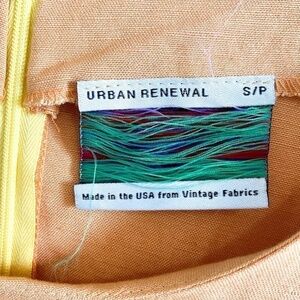 URBAN RENEWAL S/P
Made in the USA from Vintage Fabrics